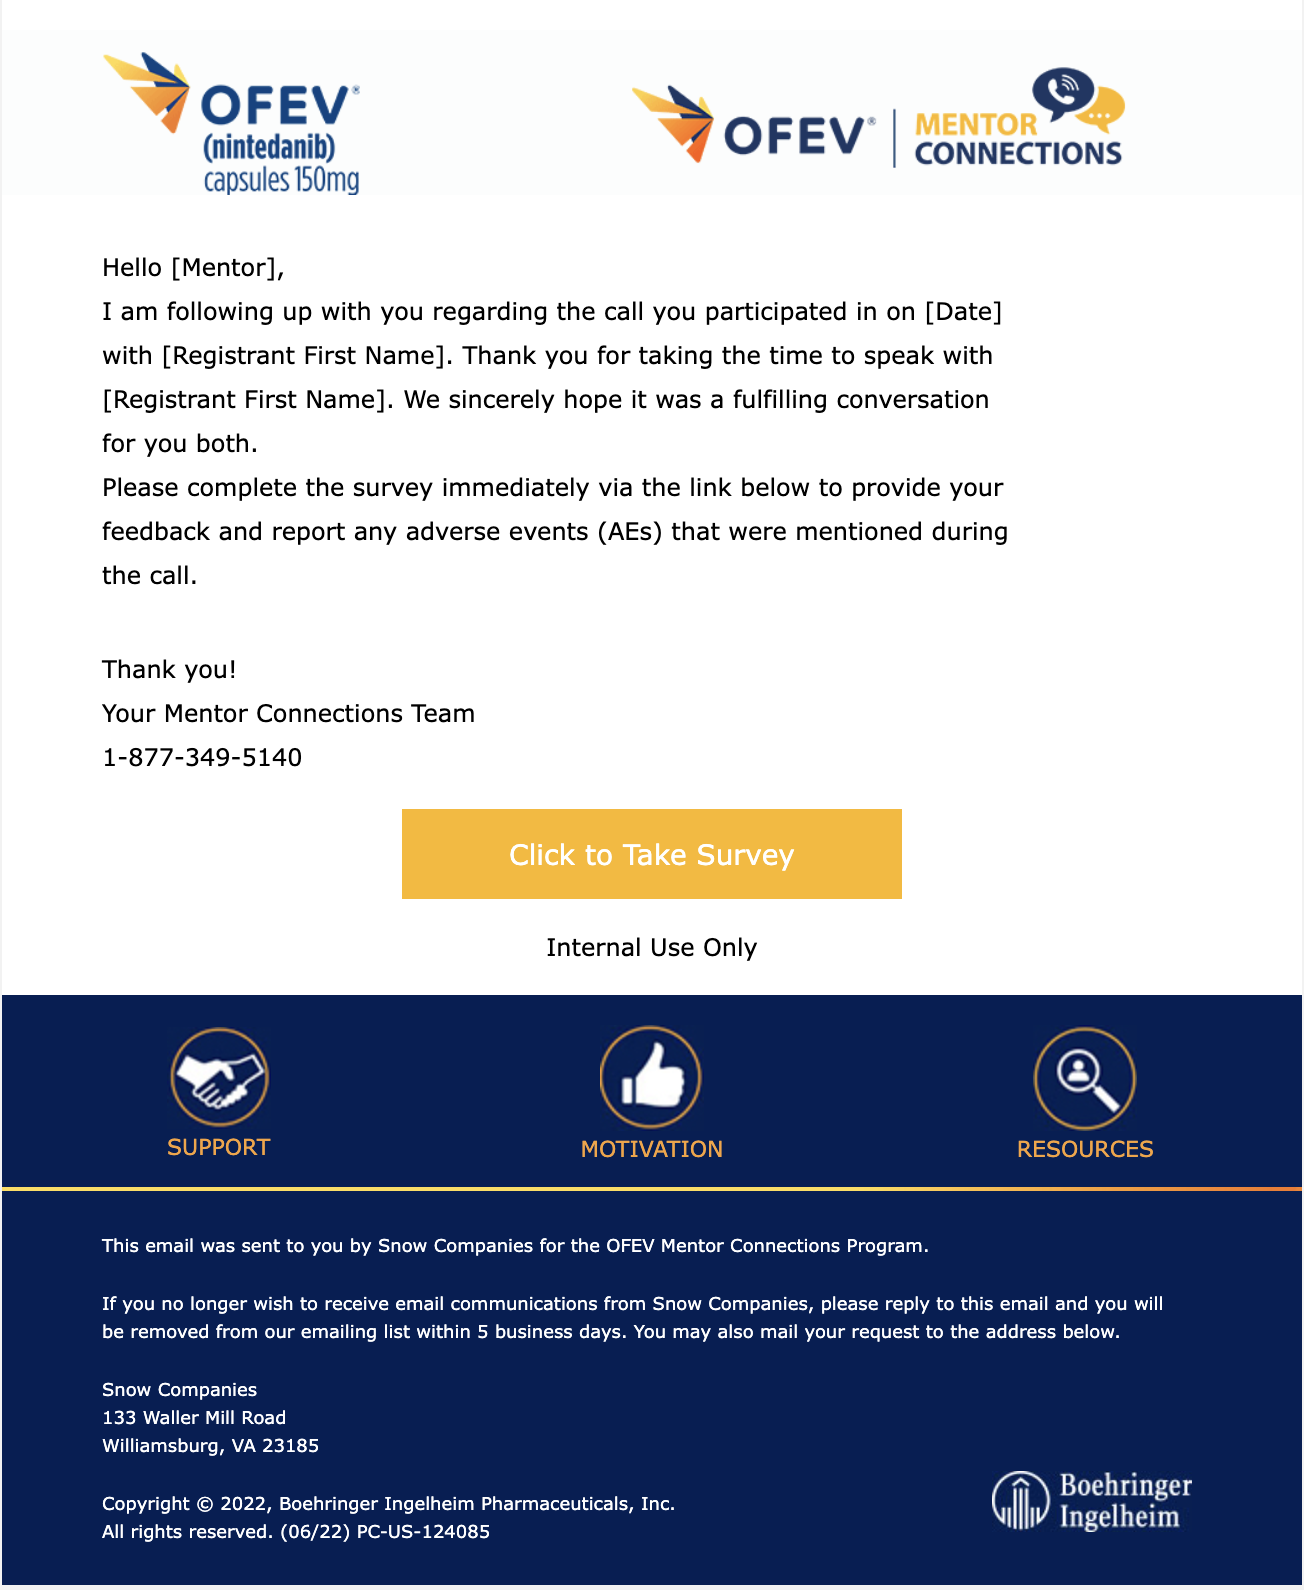 OFEV®
(nintedanib)
capsules 150mg
OFEV®
MENTOR
CONNECTIONS
Hello [Mentor],
I am following up with you regarding the call you participated in on [Date]
with [Registrant First Name]. Thank you for taking the time to speak with
[Registrant First Name]. We sincerely hope it was a fulfilling conversation
for you both.
Please complete the survey immediately via the link below to provide your
feedback and report any adverse events (AEs) that were mentioned during
the call.
Thank you!
Your Mentor Connections Team
1-877-349-5140
Click to Take Survey
Internal Use Only
SUPPORT
MOTIVATION
RESOURCES
This email was sent to you by Snow Companies for the OFEV Mentor Connections Program.
If you no longer wish to receive email communications from Snow Companies, please reply to this email and you will
be removed from our emailing list within 5 business days. You may also mail your request to the address below.
Snow Companies
133 Waller Mill Road
Williamsburg, VA 23185
Copyright © 2022, Boehringer Ingelheim Pharmaceuticals, Inc.
All rights reserved. (06/22) PC-US-124085
Boehringer
Ingelheim